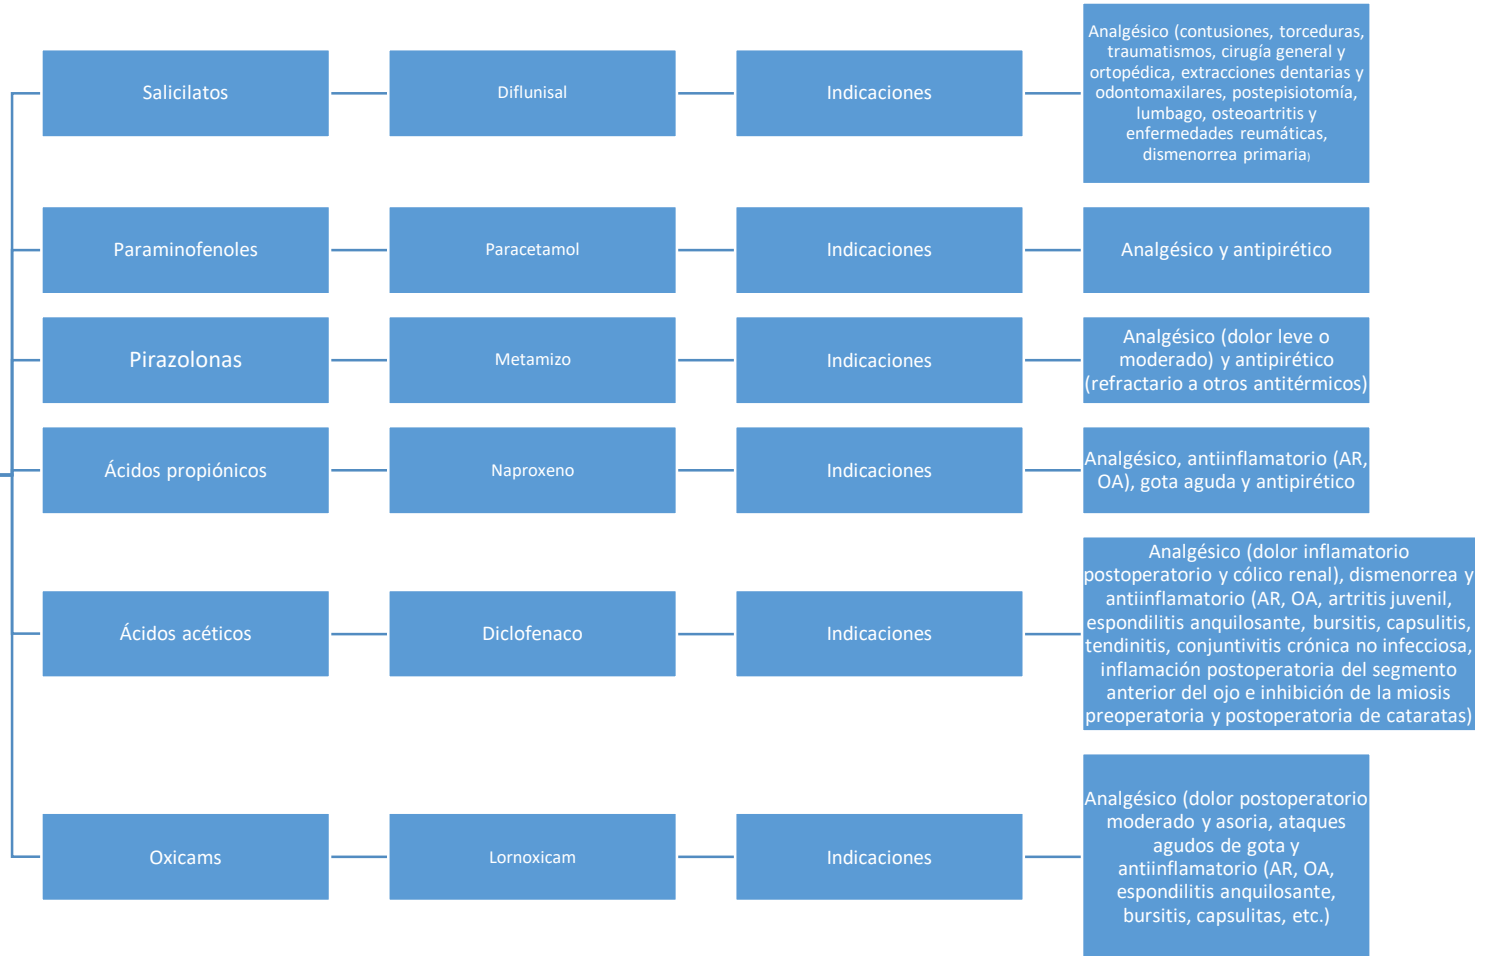 Salicilatos
Diflunisal
Indicaciones
Analgésico (contusiones, torceduras,
traumatismos, cirugía general y
ortopédica, extracciones dentarias y
odontomaxilares, postepisiotomía,
lumbago, osteoartritis y
enfermedades reumáticas,
dismenorrea primaria)
Paraminofenoles
Paracetamol
Indicaciones
Analgésico y antipirético
Pirazolonas
Metamizo
Indicaciones
Analgésico (dolor leve o
moderado) y antipirético
(refractario a otros antitérmicos)
Ácidos propiónicos
Naproxeno
Indicaciones
Analgésico, antiinflamatorio (AR,
OA), gota aguda y antipirético
Ácidos acéticos
Diclofenaco
Indicaciones
Analgésico (dolor inflamatorio
postoperatorio y cólico renal), dismenorrea y
antiinflamatorio (AR, OA, artritis juvenil,
espondilitis anquilosante, bursitis, capsulitis,
tendinitis, conjuntivitis crónica no infecciosa,
inflamación postoperatoria del segmento
anterior del ojo e inhibición de la miosis
preoperatoria y postoperatoria de cataratas)
Oxicams
Lornoxicam
Indicaciones
Analgésico (dolor postoperatorio
moderado y asoria, ataques
agudos de gota y
antiinflamatorio (AR, OA,
espondilitis anquilosante,
bursitis, capsulitas, etc.)